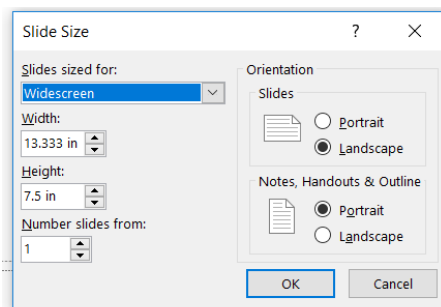 Slide Size
?
Slides sized for:
Widescreen
Width:
13.333 in
Height:
7.5 in
Number slides from:
1
Orientation
Slides
Portrait
Landscape
Notes, Handouts & Outline
Portrait
Landscape
OK
Cancel